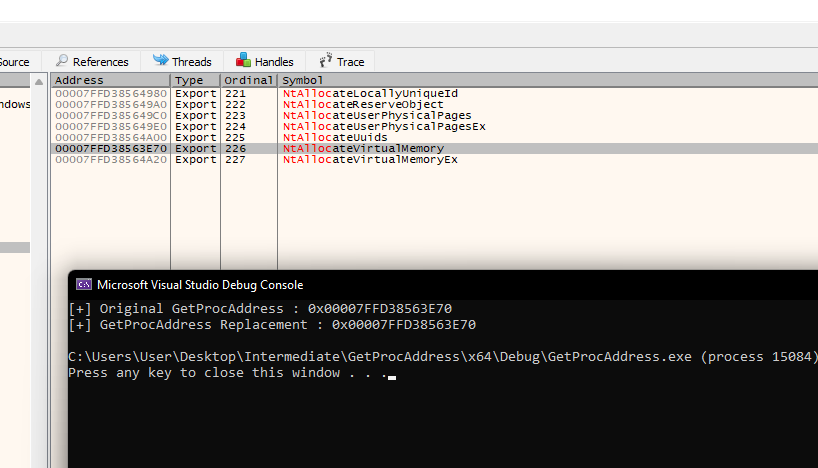 Source References Threads Handles Trace
Address Type Ordinal Symbol
00007FFD38564980 Export 221 NtAllocateLocallyUniqueId
ndows 00007FFD385649A0 Export 222 NtAllocateReserveObject
00007FFD385649C0 Export 223 NtAllocateUserPhysicalPages
00007FFD385649E0 Export 224 NtAllocateUserPhysicalPagesEx
00007FFD38564A00 Export 225 NtAllocateUuids
00007FFD38563E70 Export 226 NtAllocateVirtualMemory
00007FFD38564A20 Export 227 NtAllocateVirtualMemoryEx
Microsoft Visual Studio Debug Console
[+] Original GetProcAddress : 0x00007FFD38563E70
[+] GetProcAddress Replacement : 0x00007FFD38563E70
C:\Users\User\Desktop\Intermediate\GetProcAddress\x64\Debug\GetProcAddress.exe (process 15084)
Press any key to close this window . . .